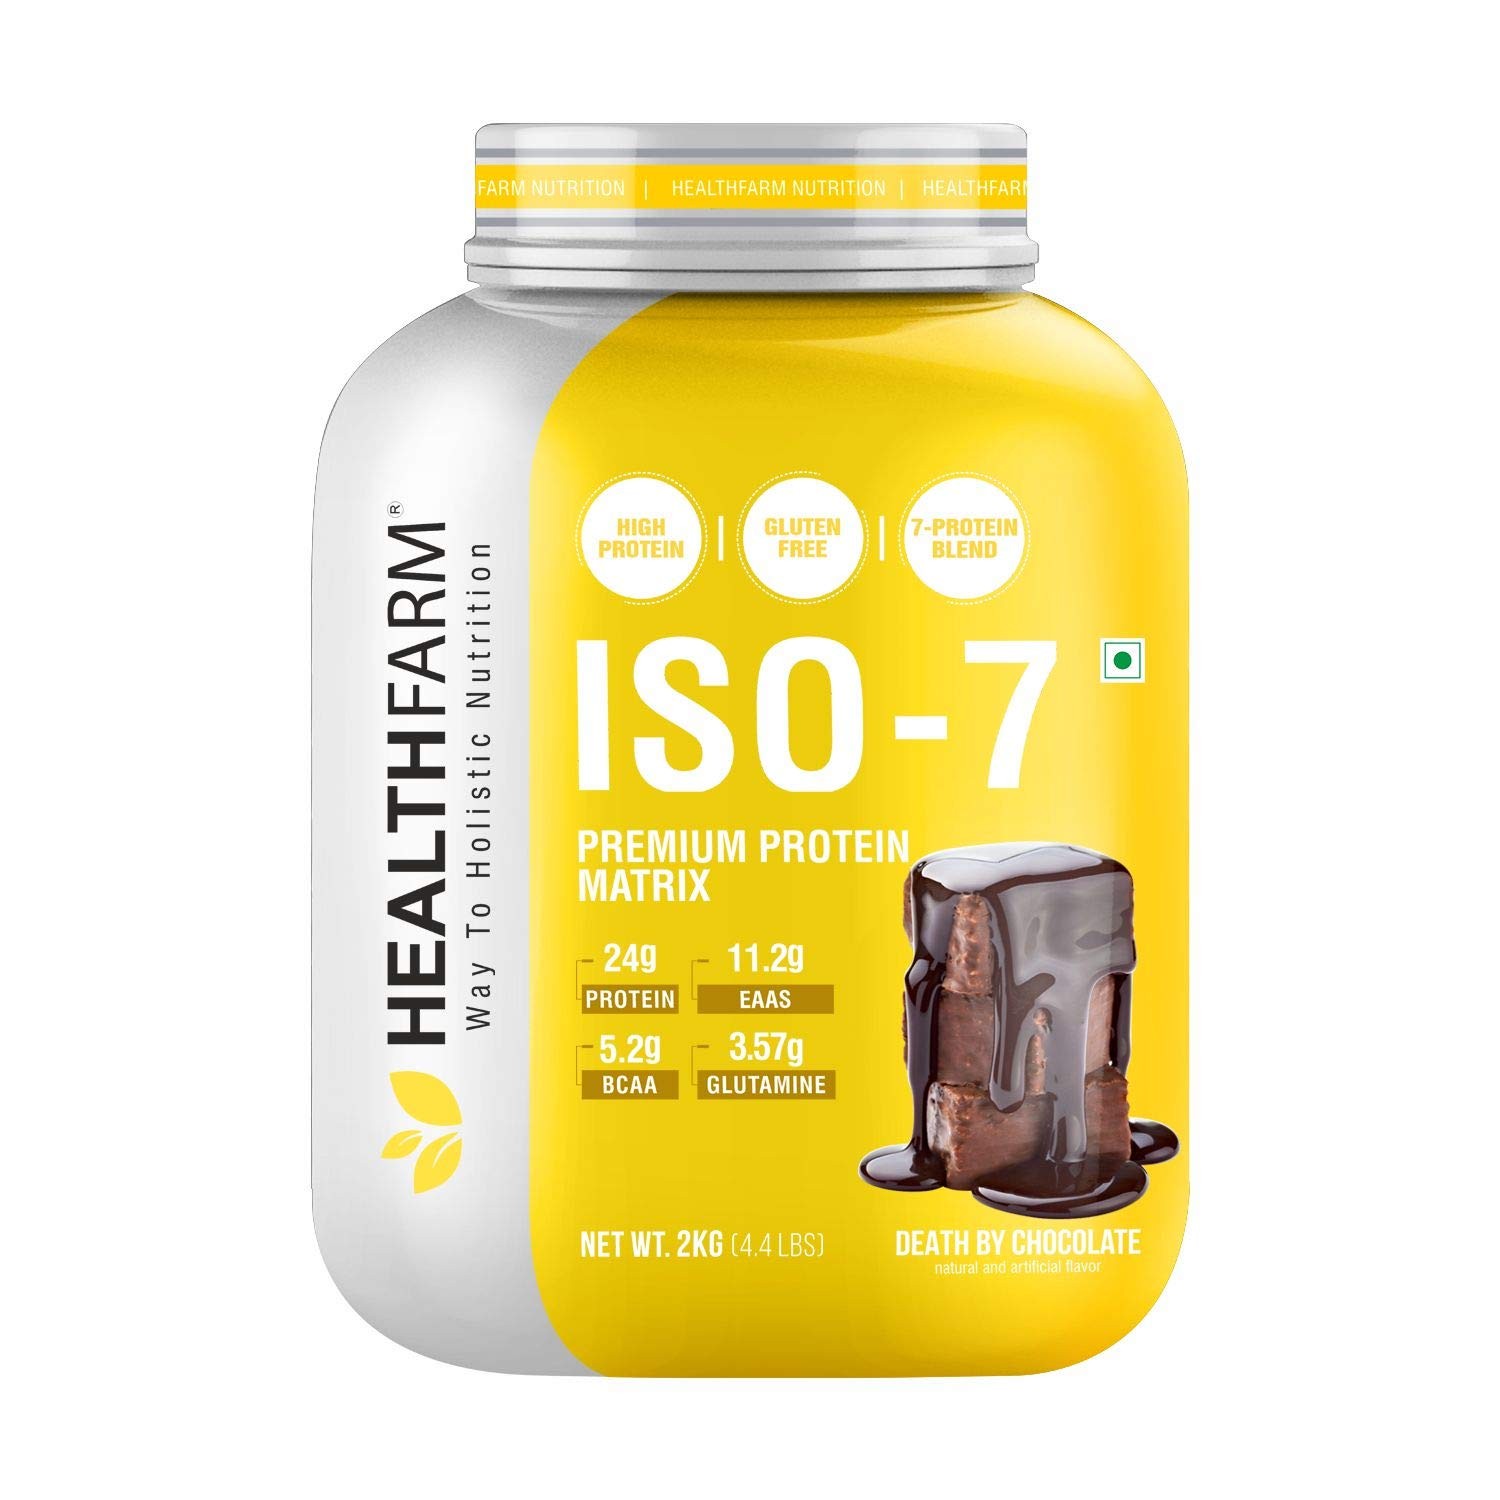 FARM NUTRITION | HEALTHFARM NUTRITION | HEALTHFARM
HEALTHFARM®
Way To Holistic Nutrition
HIGH
PROTEIN
GLUTEN
FREE
7-PROTEIN
BLEND
ISO-7
PREMIUM PROTEIN
MATRIX
24g
PROTEIN
11.2g
EAAS
5.2g
BCAA
3.57g
GLUTAMINE
NET WT. 2KG (4.4 LBS)
DEATH BY CHOCOLATE
natural and artificial flavor